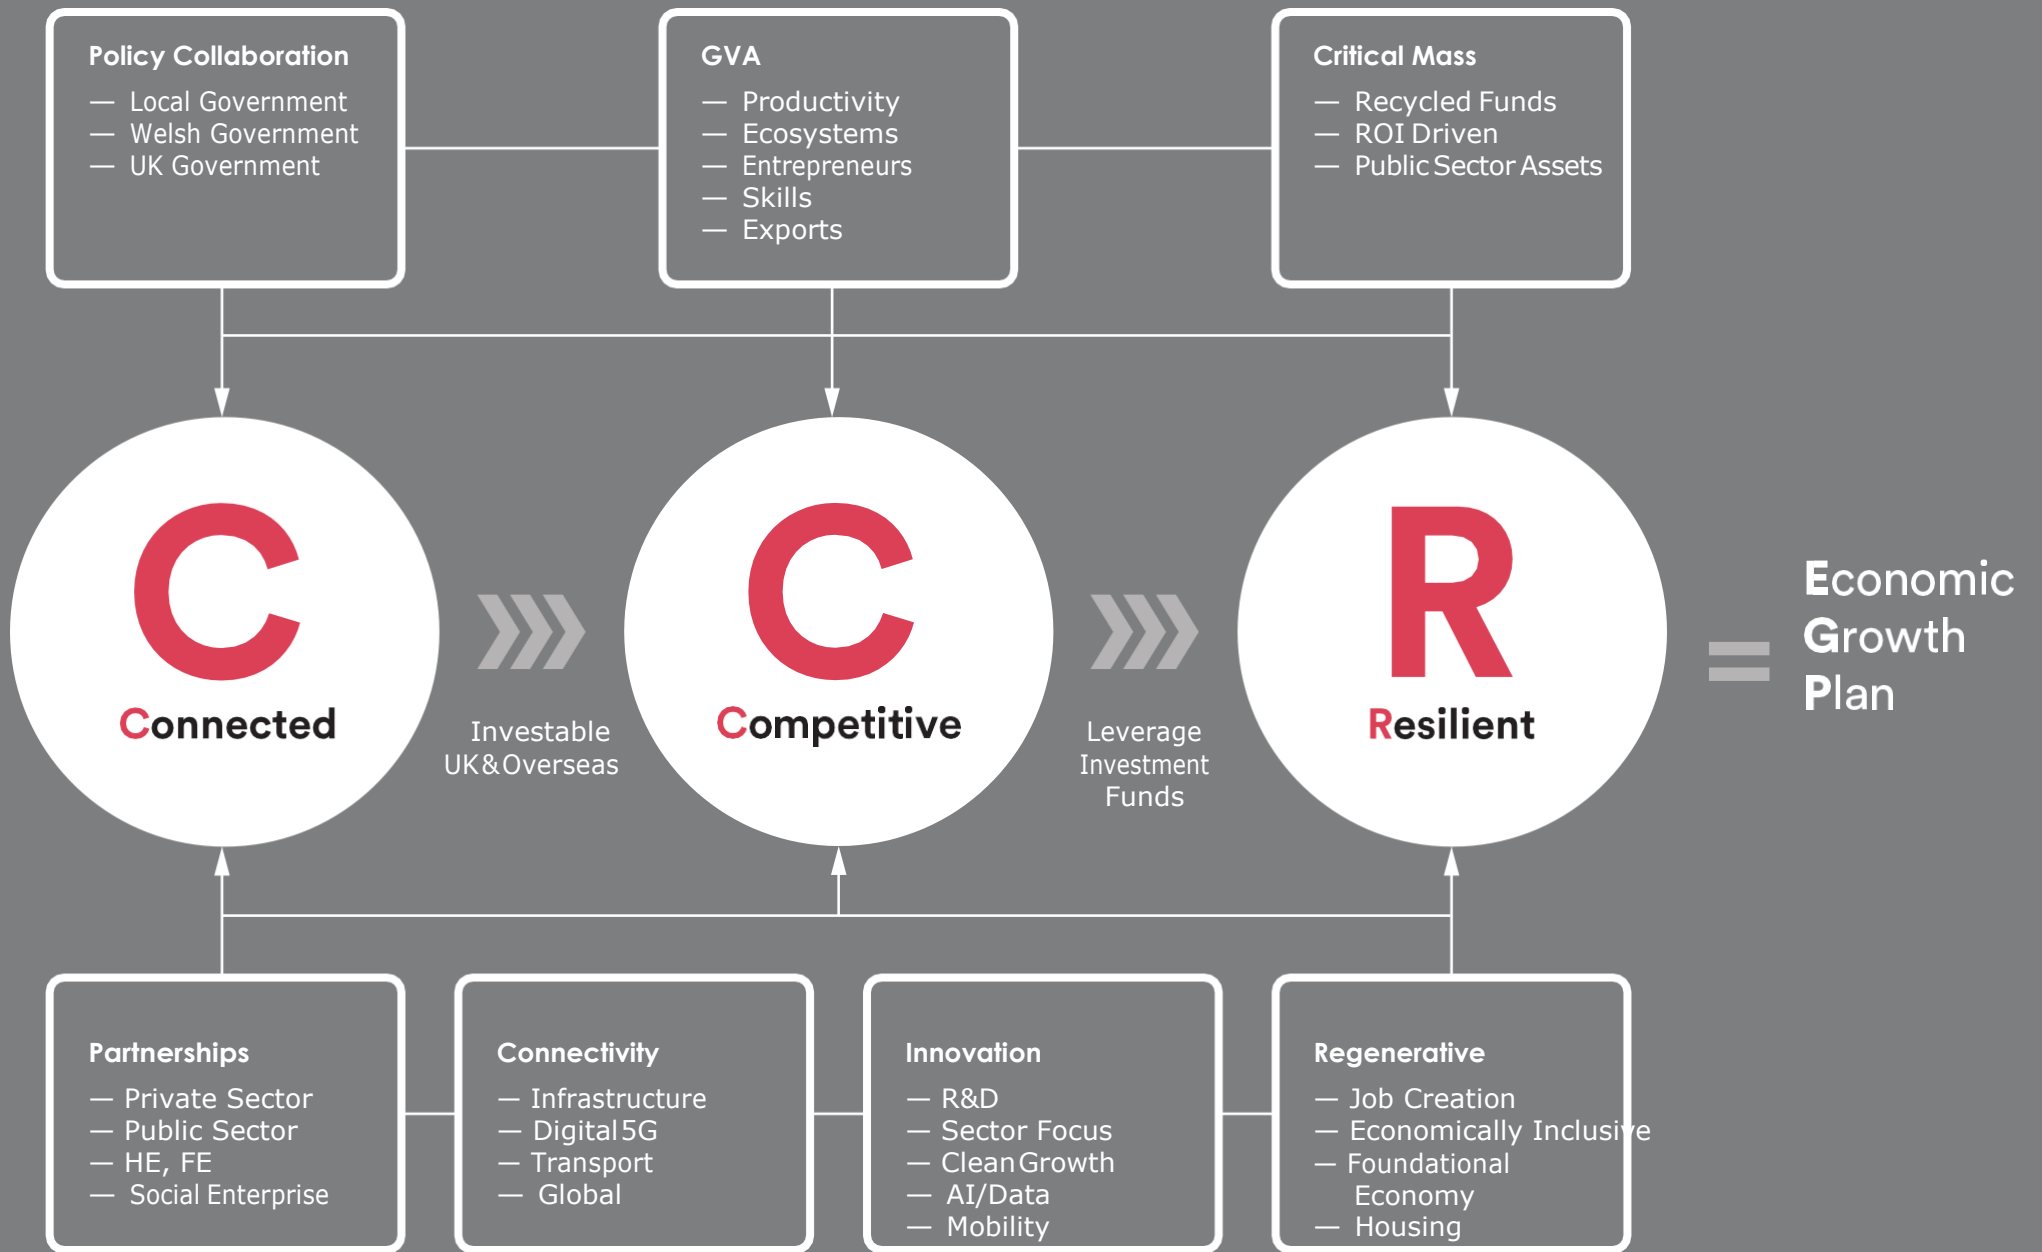 Policy Collaboration
— Local Government
— Welsh Government
— UK Government
GVA
— Productivity
— Ecosystems
— Entrepreneurs
— Skills
— Exports
Critical Mass
— Recycled Funds
— ROI Driven
— Public Sector Assets
C
Connected
Investable
UK&Overseas
C
Competitive
Leverage
Investment
Funds
R
Resilient
=
Economic
Growth
Plan
Partnerships
— Private Sector
— Public Sector
— HE, FE
— Social Enterprise
Connectivity
— Infrastructure
— Digital 5G
— Transport
— Global
Innovation
— R&D
— Sector Focus
— Clean Growth
— AI/Data
— Mobility
Regenerative
— Job Creation
— Economically Inclusive
— Foundational
Economy
— Housing